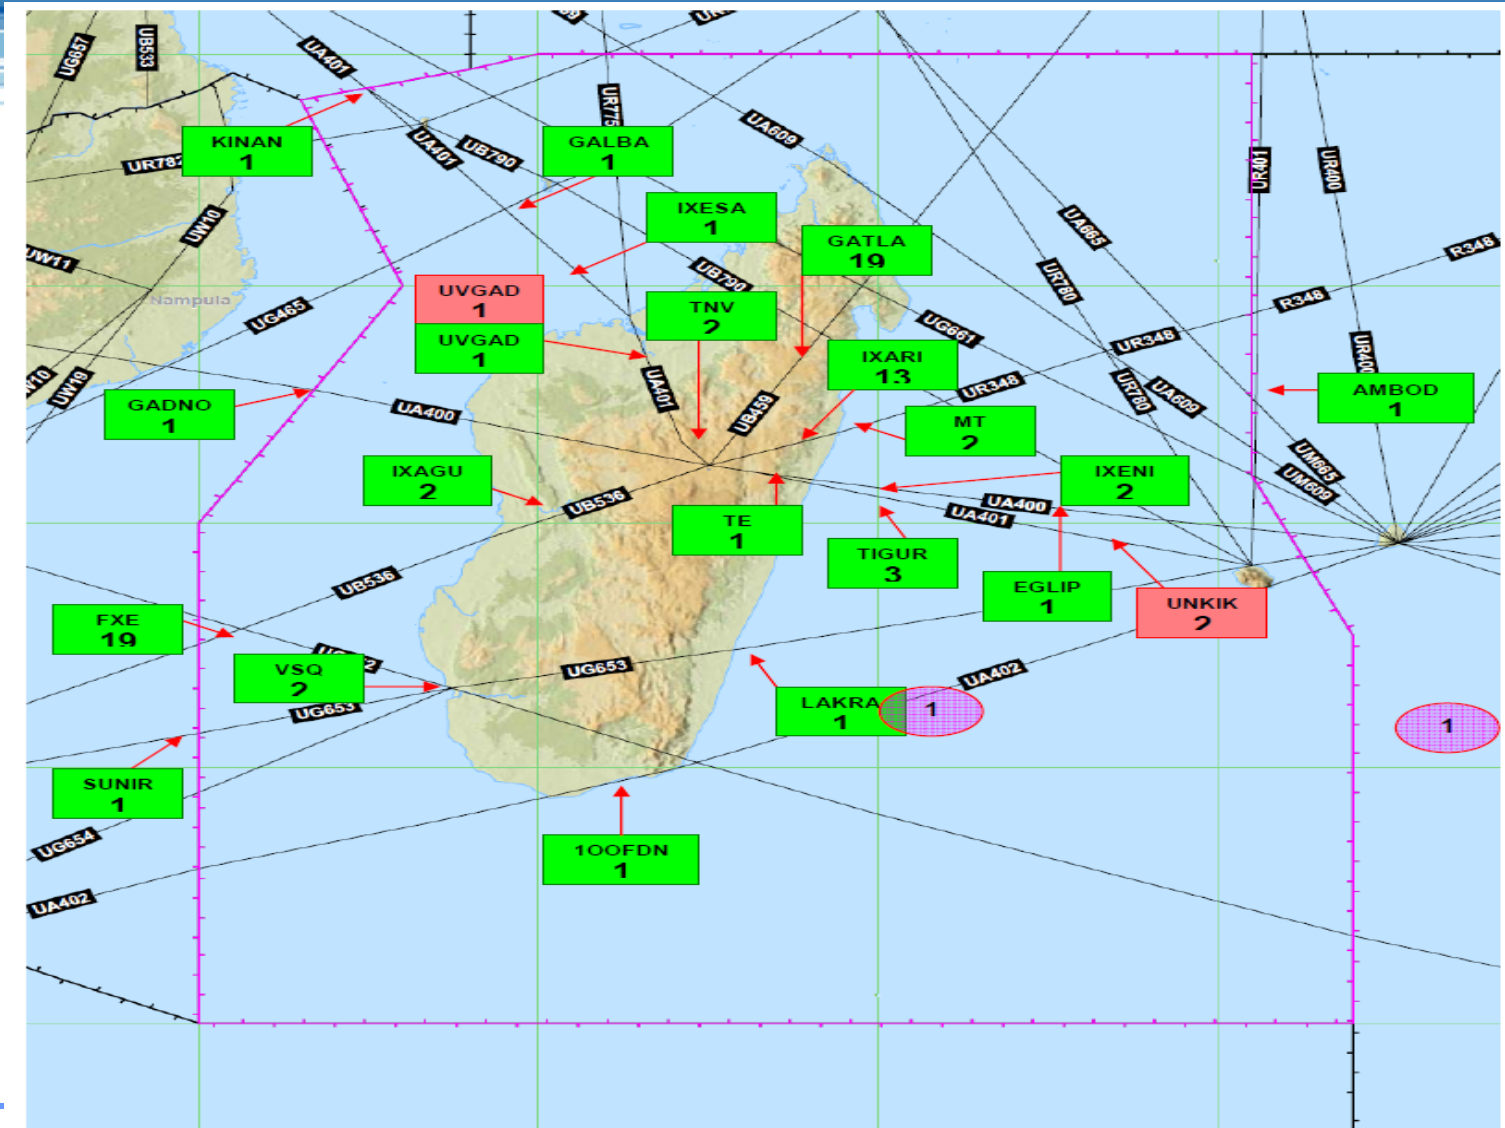 UG657
UB533
UA401
UR775
UA609
KINAN
1
UR782
UA401
UB790
GALBA
1
UR401
UR400
UW10
UW11
Nampula
IXESA
1
GATLA
19
UA665
R348
UG465
UVGAD
1
UVGAD
1
UB790
TNV
2
UR780
R348
UG661
UR348
UW19
GADNO
1
UA400
UA401
UB459
IXARI
13
UR348
UR780
UA609
AMBOD
1
MT
2
IXAGU
2
UB536
IXENI
2
UM665
UM609
UA400
UA401
TE
1
TIGUR
3
UB536
EGLIP
1
UNKIK
2
FXE
19
VSQ
2
UG653
UG653
UA402
LAKRA
1
1
1
SUNIR
1
UG654
1OOFDN
1
UA402